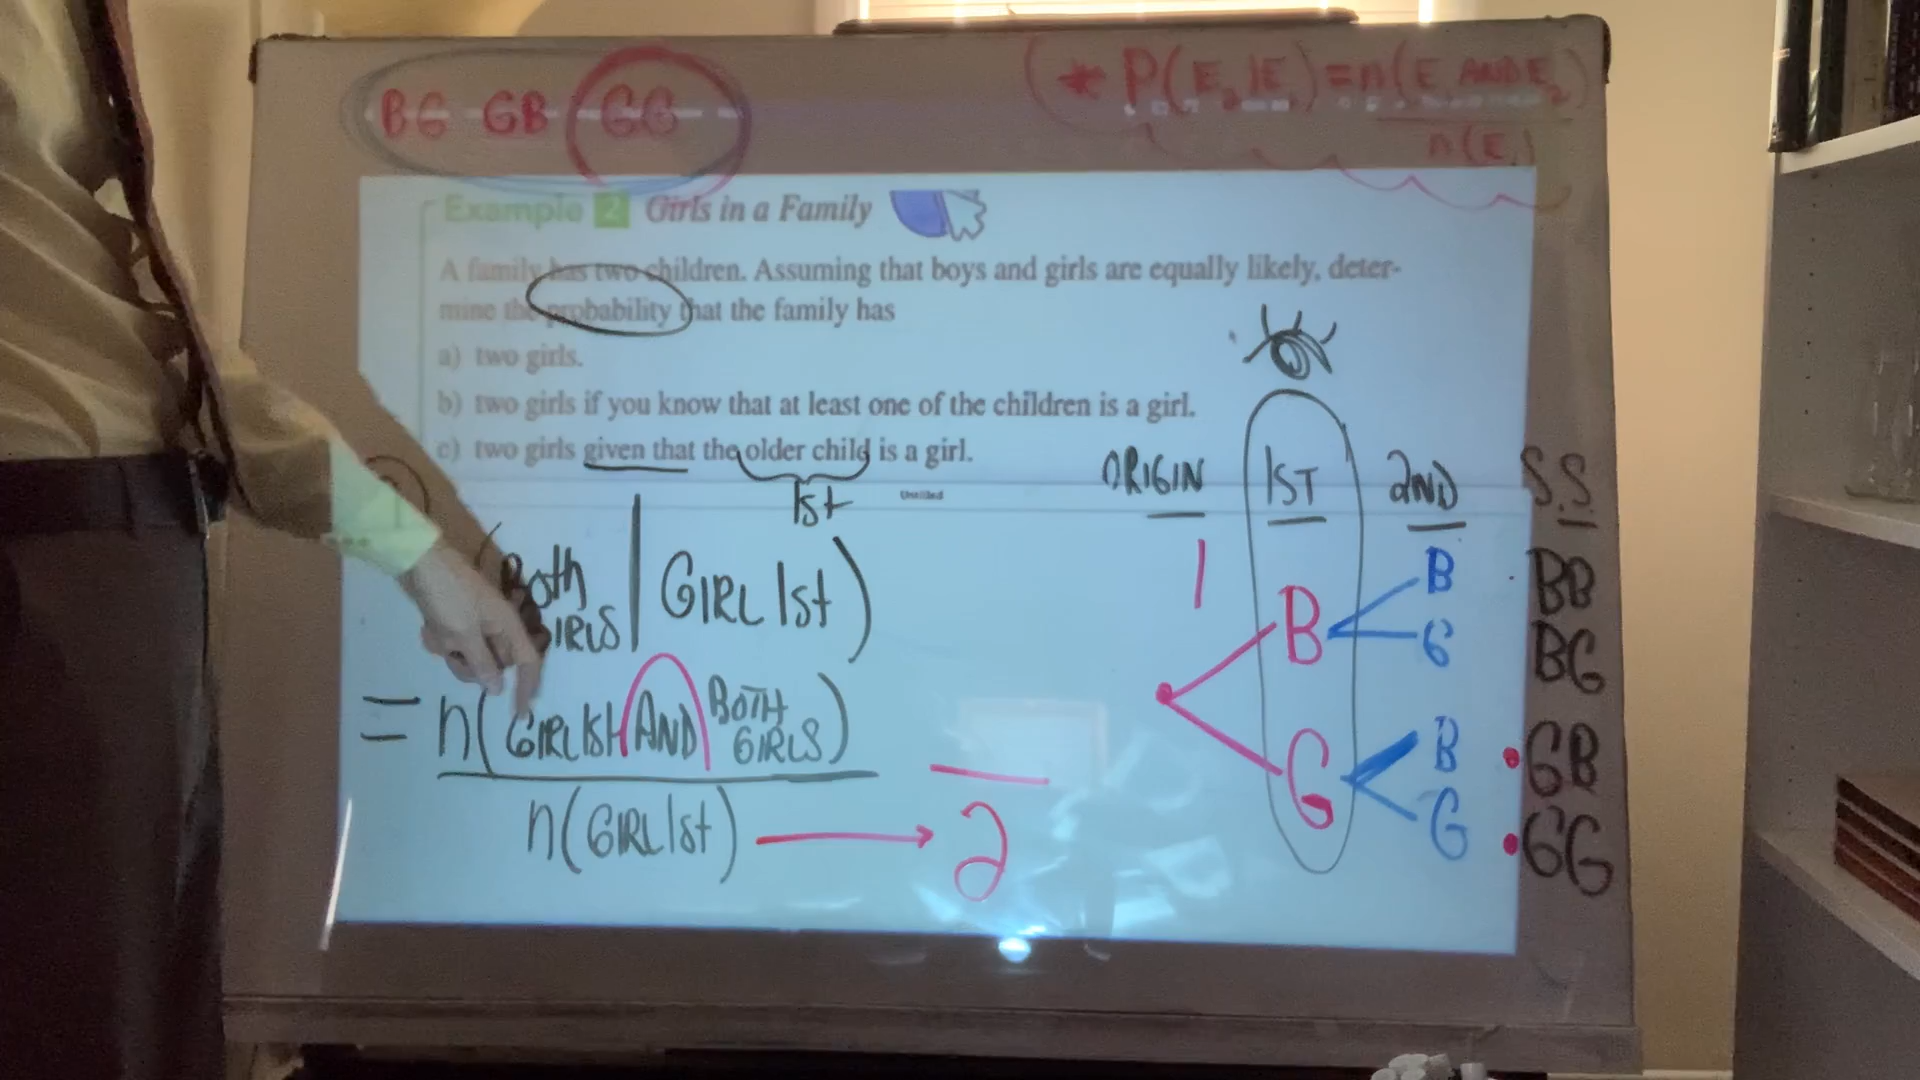 BG GB GG
* P(E₂|E₁) = n(E₁ AND E₂)
n(E₁)
Example 2 Girls in a Family
A family has two children. Assuming that boys and girls are equally likely, deter-
mine the probability that the family has
a) two girls.
b) two girls if you know that at least one of the children is a girl.
c) two girls given that the older child is a girl.
1st
Untitled
(BOTH GIRLS | GIRL 1st)
= n(GIRL 1st AND BOTH GIRLS)
n(GIRL 1st) → 2
ORIGIN 1ST 2ND S.S
1 B B BB
G BG
G B GB
G GG